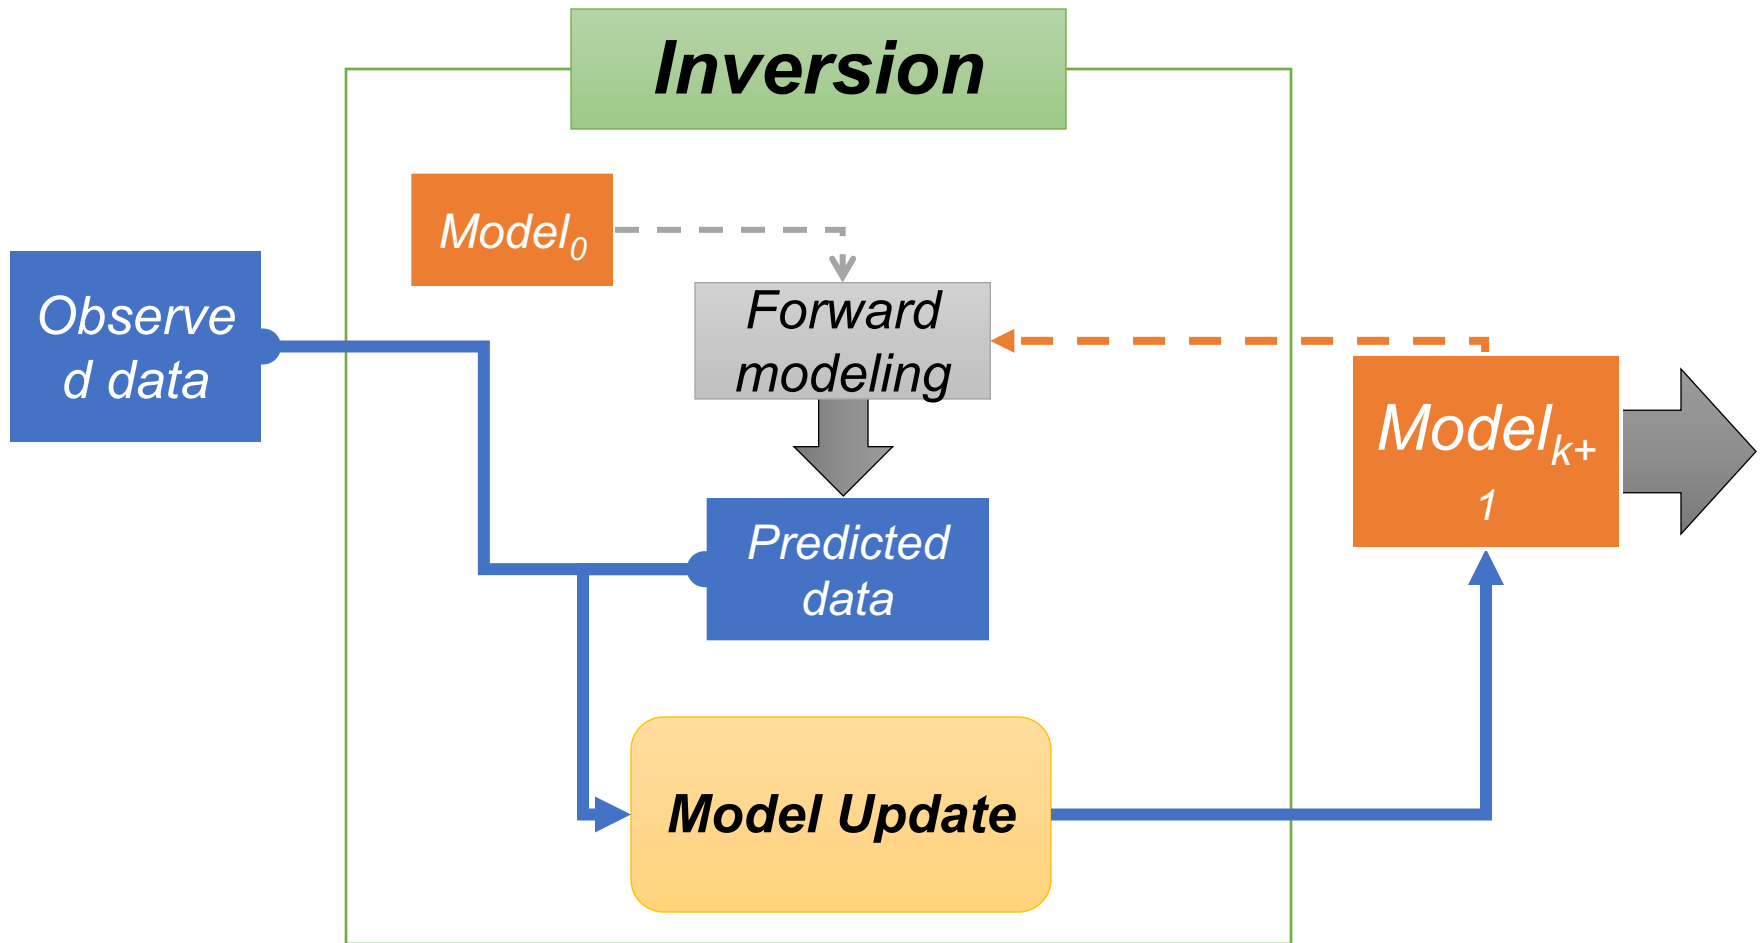 Inversion
Model₀
Observe
d data
Forward
modeling
Modelₖ₊
₁
Predicted
data
Model Update